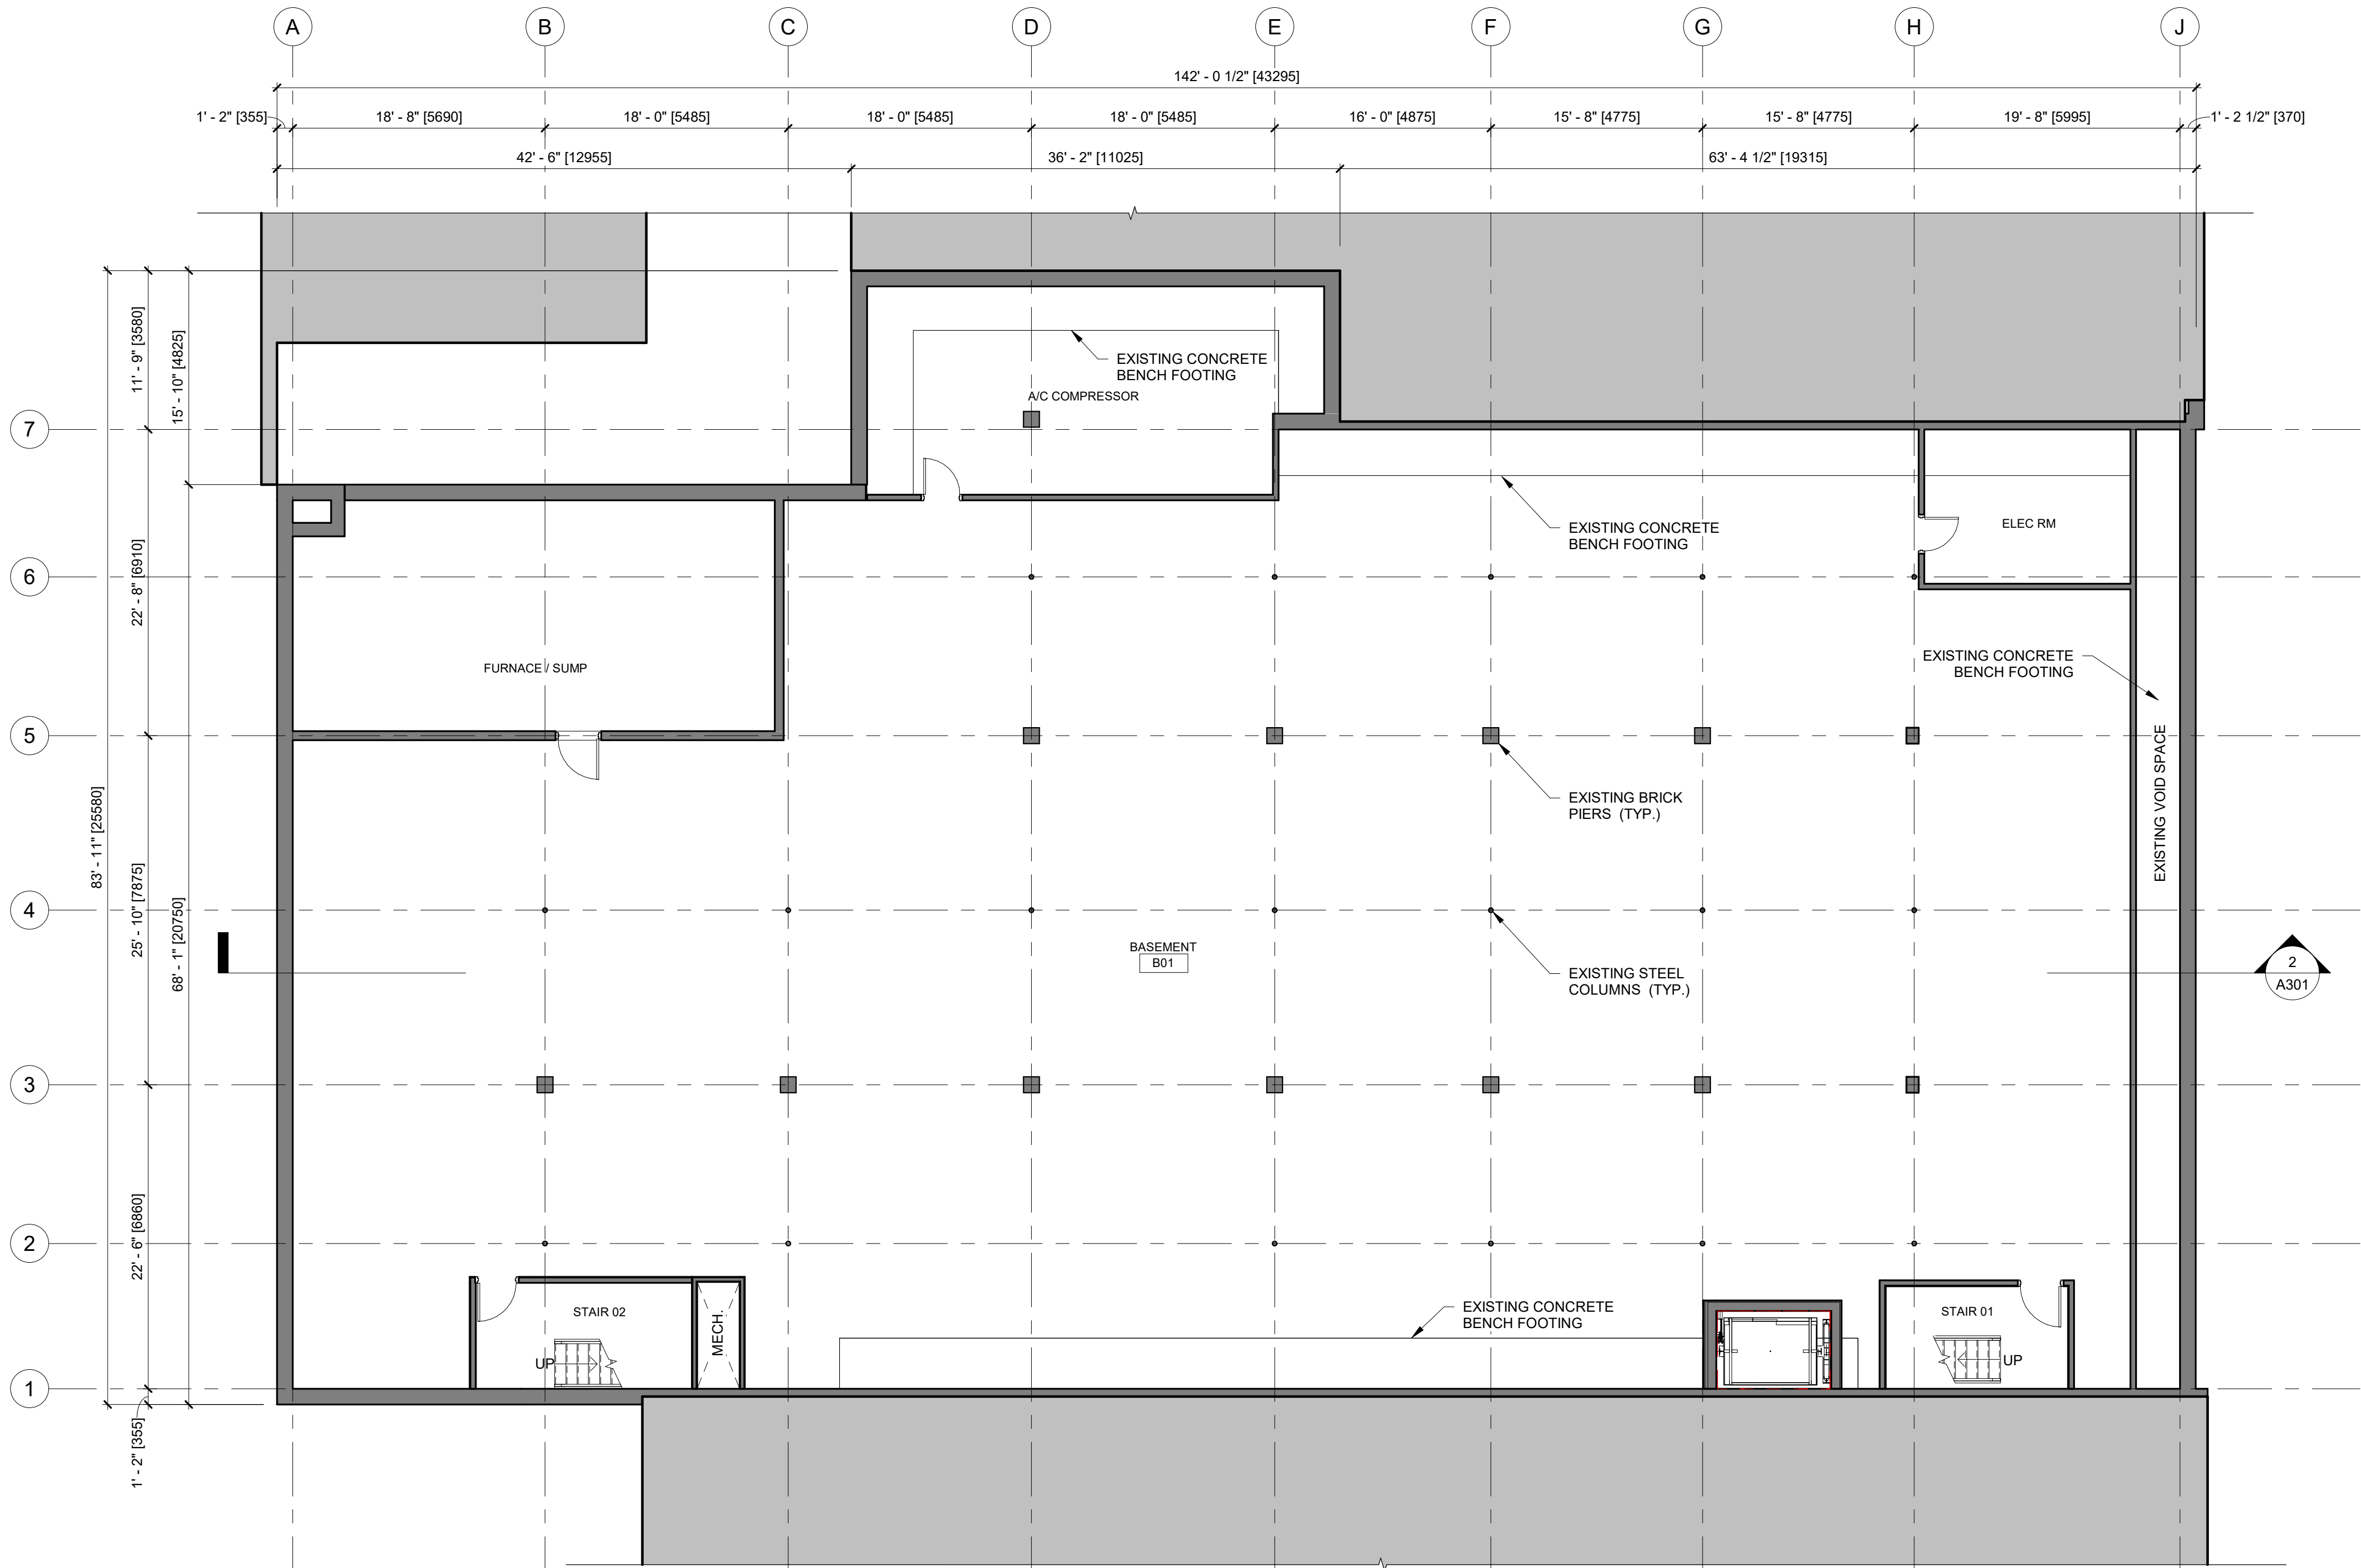 A
B
C
D
E
F
G
H
J
142' - 0 1/2" [43295]
1' - 2" [355]
18' - 8" [5690]
18' - 0" [5485]
18' - 0" [5485]
18' - 0" [5485]
16' - 0" [4875]
15' - 8" [4775]
15' - 8" [4775]
19' - 8" [5995]
1' - 2 1/2" [370]
42' - 6" [12955]
36' - 2" [11025]
63' - 4 1/2" [19315]
11' - 9" [3580]
15' - 10" [4825]
EXISTING CONCRETE
BENCH FOOTING
A/C COMPRESSOR
7
EXISTING CONCRETE
BENCH FOOTING
ELEC RM
6
22' - 8" [6910]
FURNACE / SUMP
EXISTING CONCRETE
BENCH FOOTING
5
EXISTING VOID SPACE
EXISTING BRICK
PIERS (TYP.)
83' - 11" [25580]
4
25' - 10" [7875]
68' - 1" [20750]
BASEMENT
B01
EXISTING STEEL
COLUMNS (TYP.)
2
A301
3
22' - 6" [6860]
2
STAIR 02
MECH.
UP
EXISTING CONCRETE
BENCH FOOTING
STAIR 01
UP
1
1' - 2" [355]